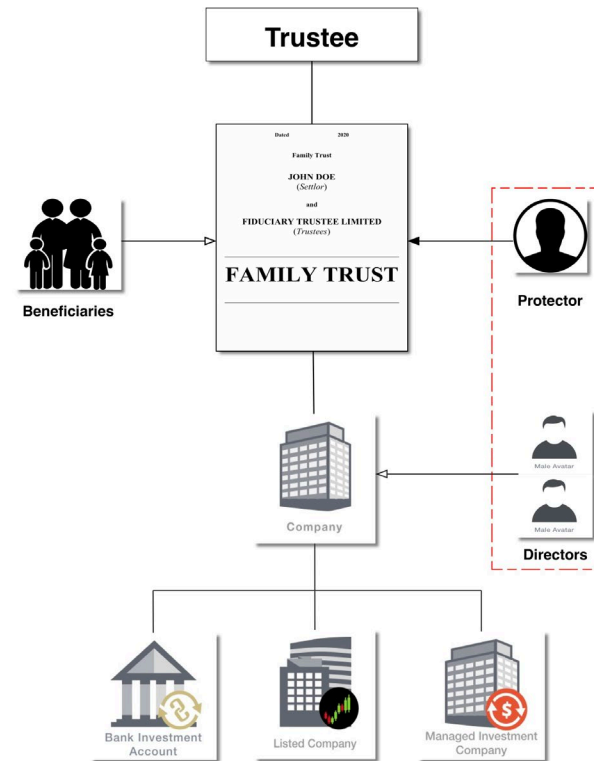 Trustee
Dated 2020
Family Trust
JOHN DOE
(Settlor)
and
FIDUCIARY TRUSTEE LIMITED
(Trustees)
FAMILY TRUST
Beneficiaries
Protector
Company
Male Avatar
Male Avatar
Directors
Bank Investment
Account
Listed Company
Managed Investment
Company